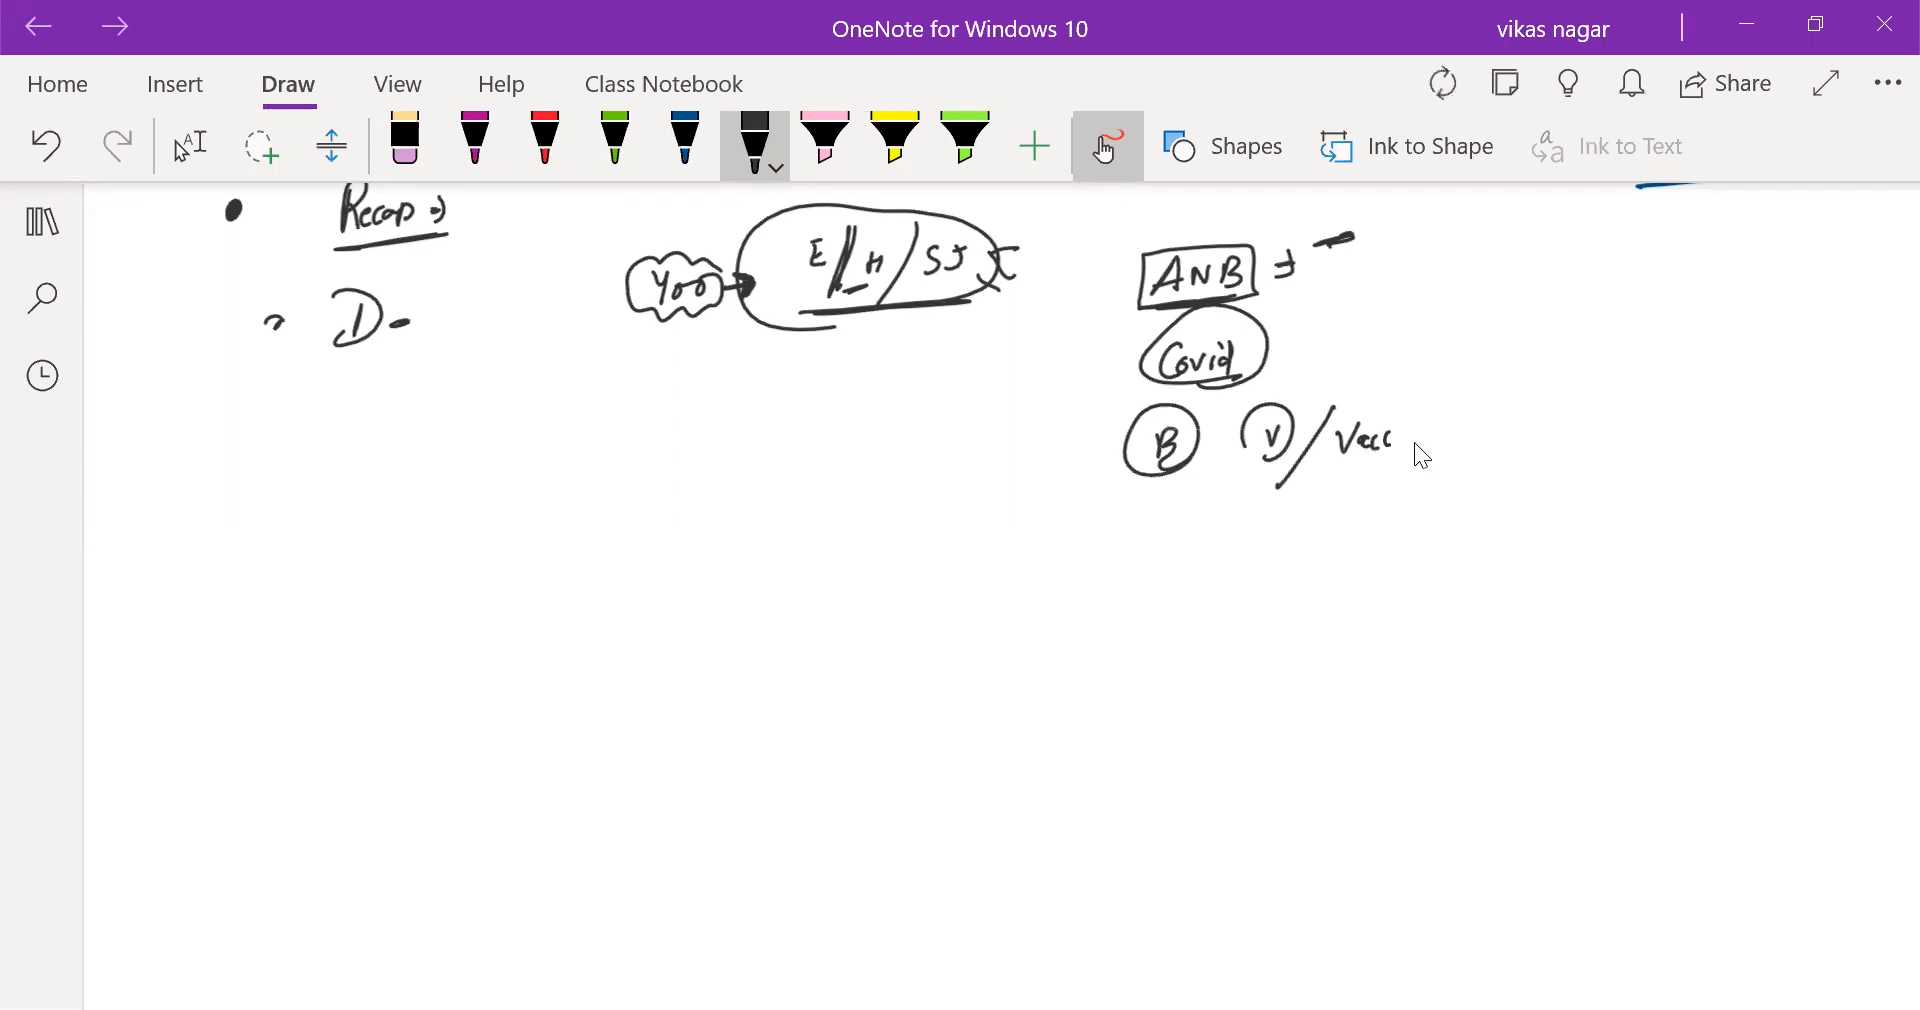 OneNote for Windows 10
vikas nagar
Home Insert Draw View Help Class Notebook
Share
Shapes Ink to Shape Ink to Text
Recap
400 E / H / SJ
ANB
D
Covid
B V / Vacc